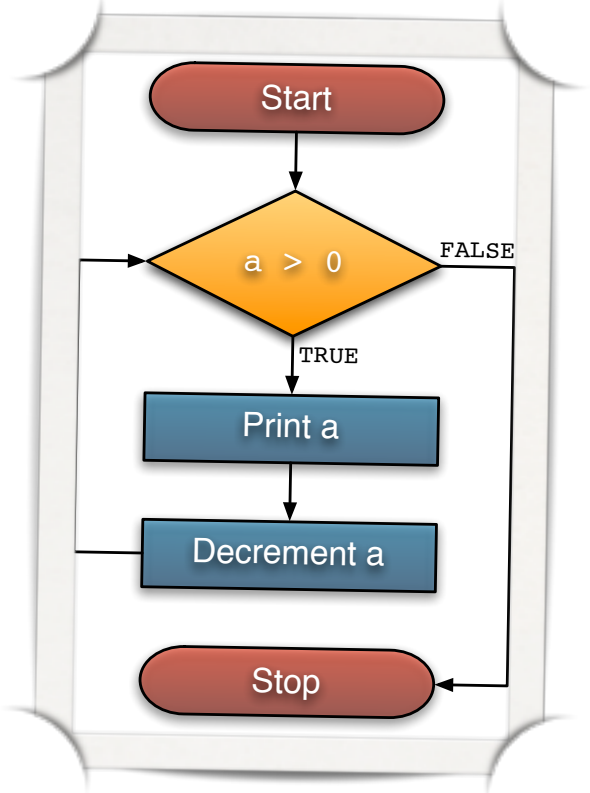 Start
a > 0
FALSE
TRUE
Print a
Decrement a
Stop